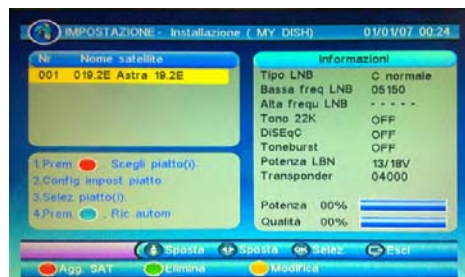 IMPOSTAZIONE - Installazione ( MY DISH) 01/01/07 00:24
Nr Nome satellite
001 019.2E Astra 19.2E
1.Prem. , Scegli piatto(i).
2.Config impost piatto
3.Selez piatto(i).
4.Prem. , Ric autom
Informazioni
Tipo LNB C normale
Bassa freq LNB 05150
Alta frequ LNB - - - - -
Tono 22K OFF
DiSEqC OFF
Toneburst OFF
Potenza LBN 13/18V
Transponder 04000
Potenza 00%
Qualità 00%
Sposta Sposta OK Selez. Esci
Agg. SAT Elimina Modifica